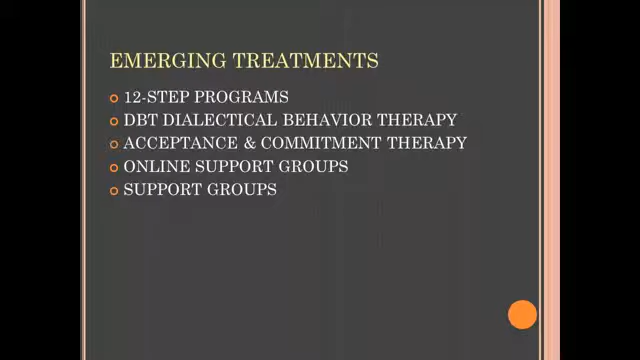 EMERGING TREATMENTS
12-STEP PROGRAMS
DBT DIALECTICAL BEHAVIOR THERAPY
ACCEPTANCE & COMMITMENT THERAPY
ONLINE SUPPORT GROUPS
SUPPORT GROUPS